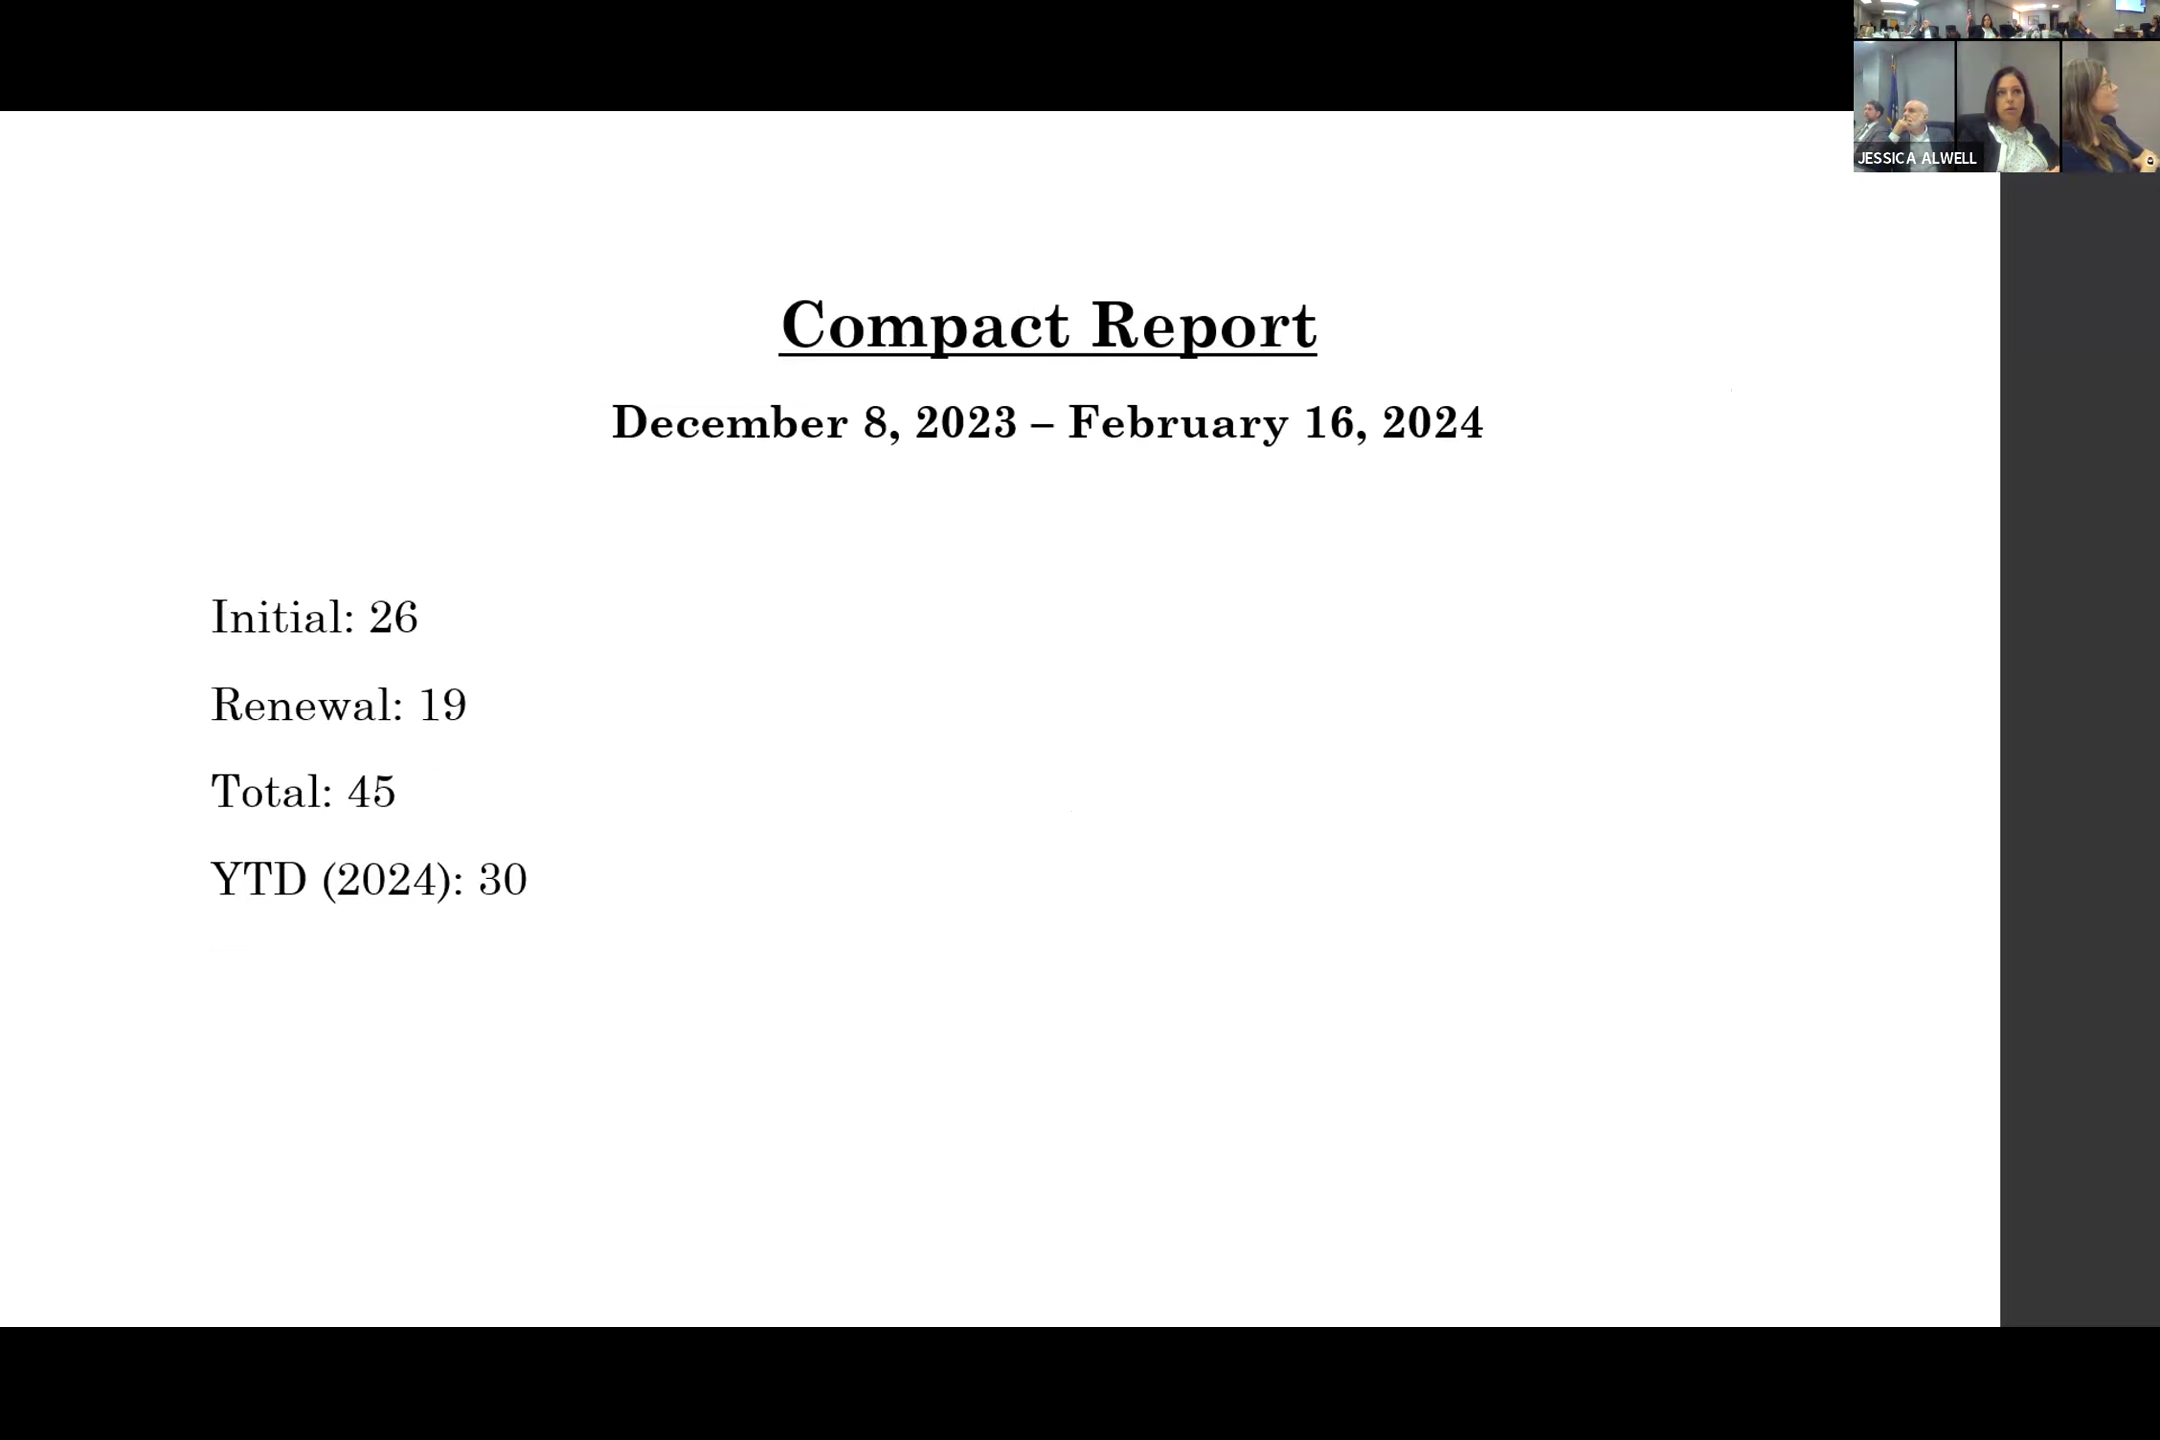 JESSICA ALWELL
Compact Report
December 8, 2023 – February 16, 2024
Initial: 26
Renewal: 19
Total: 45
YTD (2024): 30